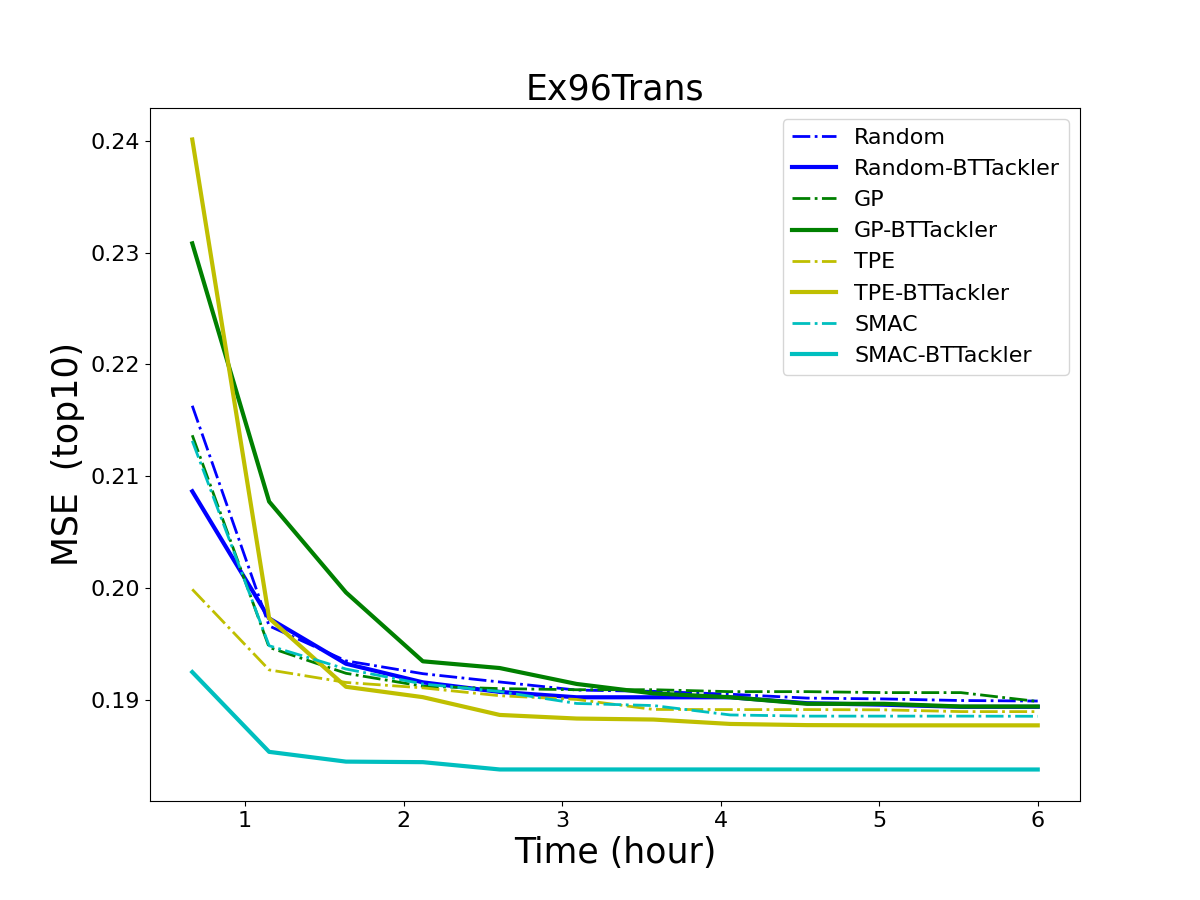 Ex96Trans
MSE (top10)
0.24
0.23
0.22
0.21
0.20
0.19
Random
Random-BTTackler
GP
GP-BTTackler
TPE
TPE-BTTackler
SMAC
SMAC-BTTackler
1 2 3 4 5 6
Time (hour)